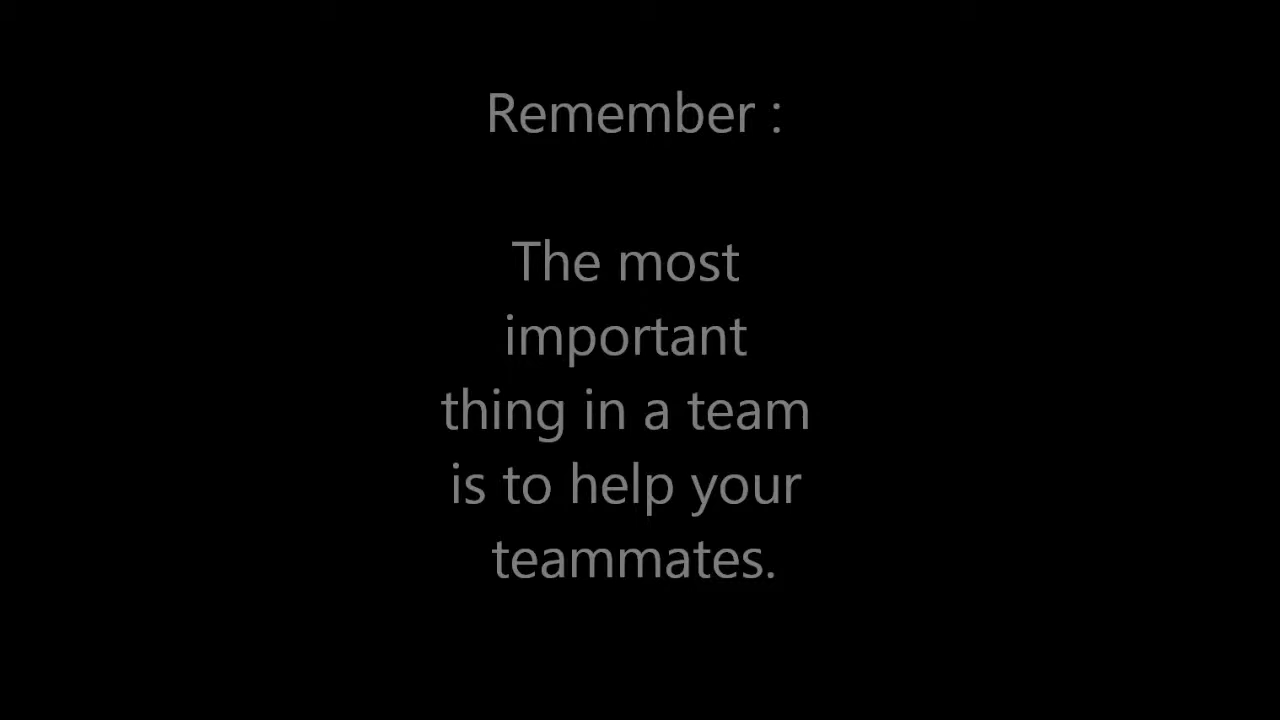 Remember :
The most
important
thing in a team
is to help your
teammates.